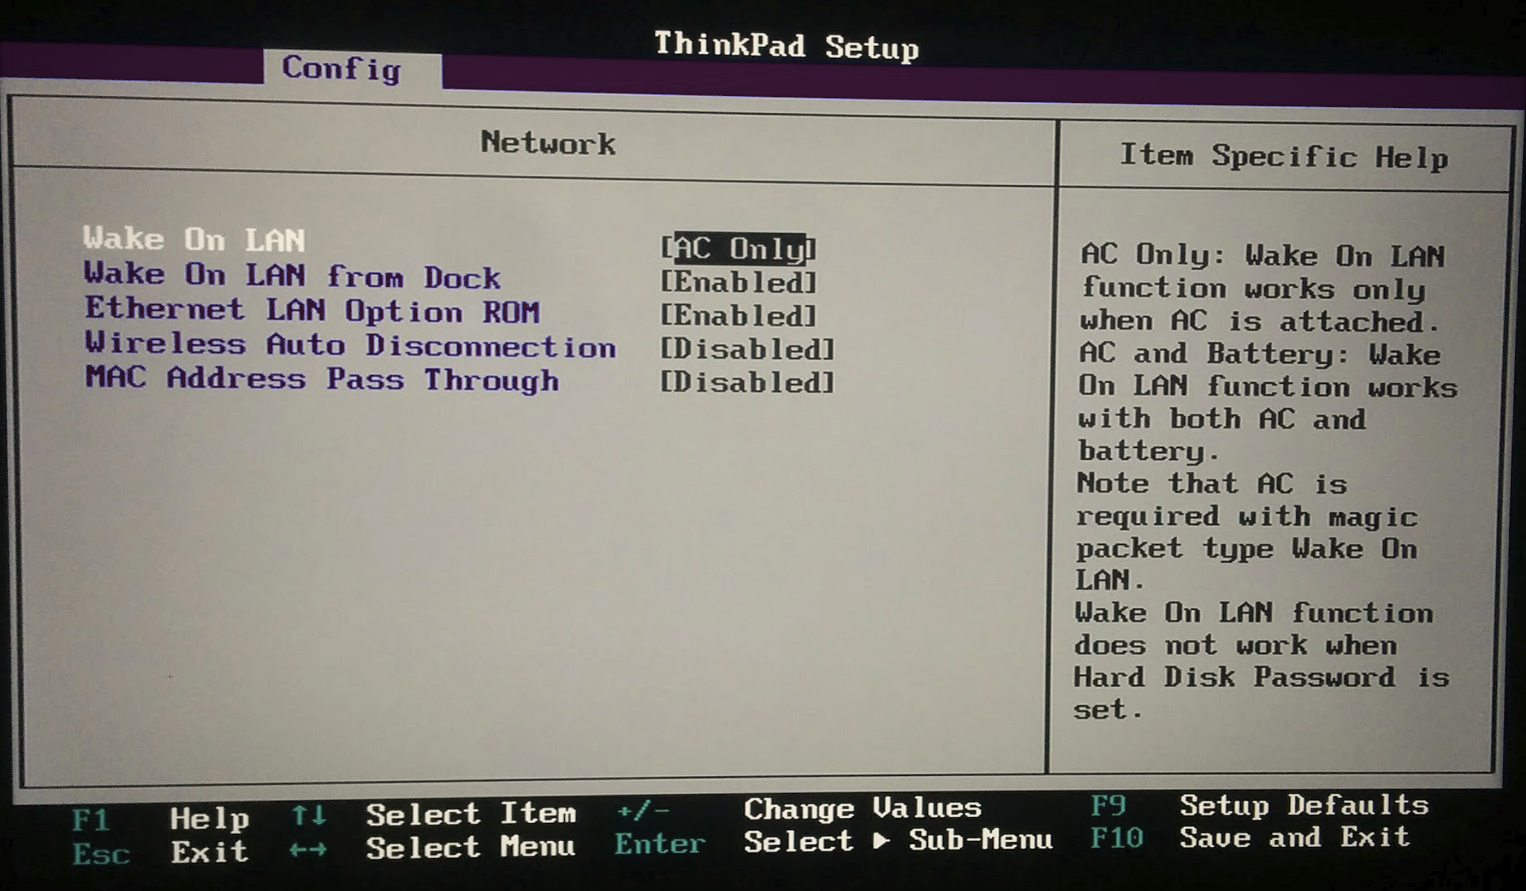 ThinkPad Setup
Config
Network
Item Specific Help
Wake On LAN [AC Only]
Wake On LAN from Dock [Enabled]
Ethernet LAN Option ROM [Enabled]
Wireless Auto Disconnection [Disabled]
MAC Address Pass Through [Disabled]
AC Only: Wake On LAN
function works only
when AC is attached.
AC and Battery: Wake
On LAN function works
with both AC and
battery.
Note that AC is
required with magic
packet type Wake On
LAN.
Wake On LAN function
does not work when
Hard Disk Password is
set.
F1 Help ↑↓ Select Item +/- Change Values F9 Setup Defaults
Esc Exit ←→ Select Menu Enter Select ▶ Sub-Menu F10 Save and Exit